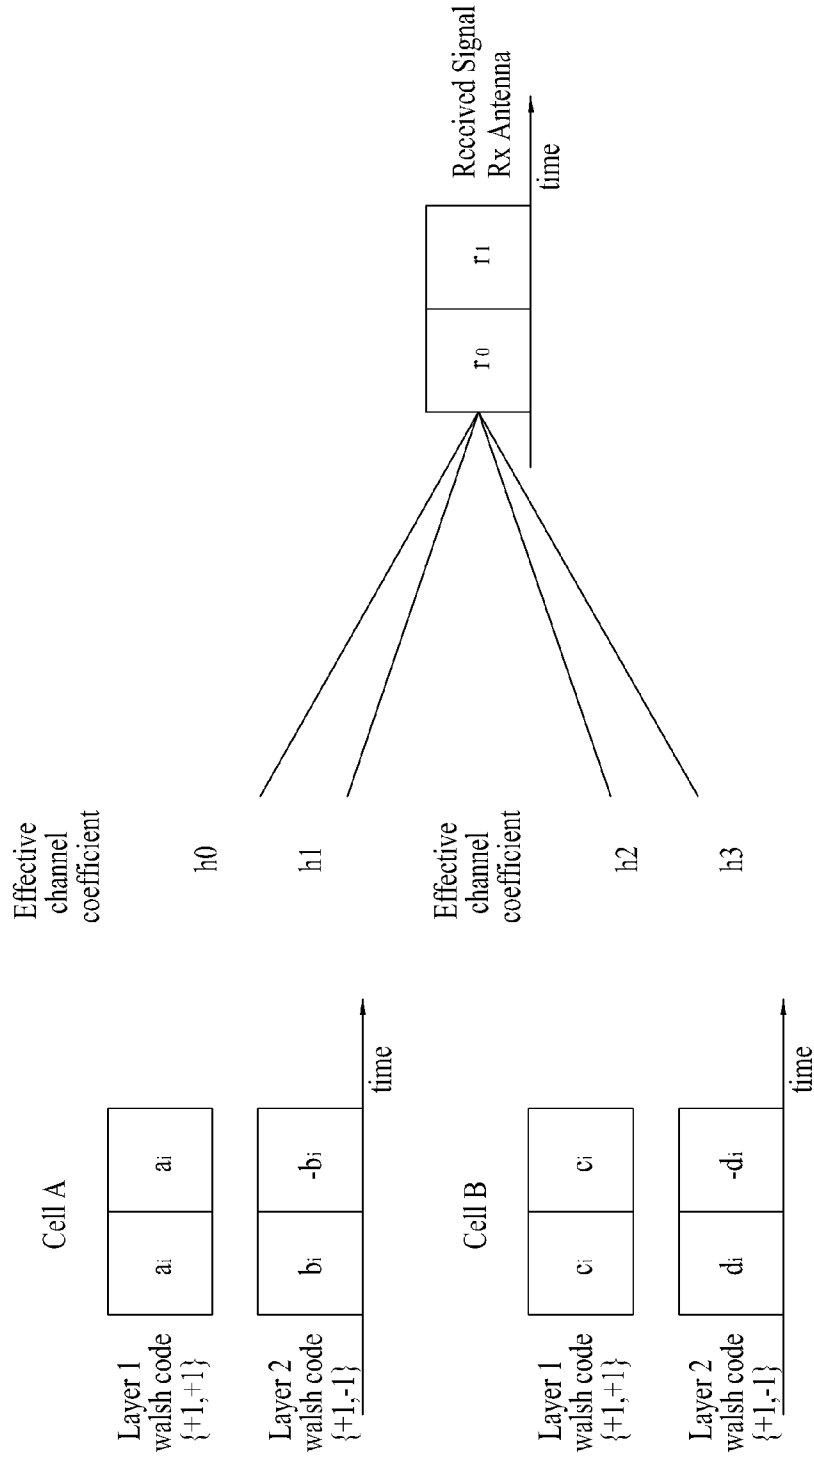 Cell A
Layer 1
walsh code
{+1,+1}
ai
ai
Layer 2
walsh code
{+1,-1}
bi
-bi
time
Effective
channel
coefficient
h0
h1
Cell B
Layer 1
walsh code
{+1,+1}
ci
ci
Layer 2
walsh code
{+1,-1}
di
-di
time
Effective
channel
coefficient
h2
h3
Received Signal
Rx Antenna
r0
r1
time